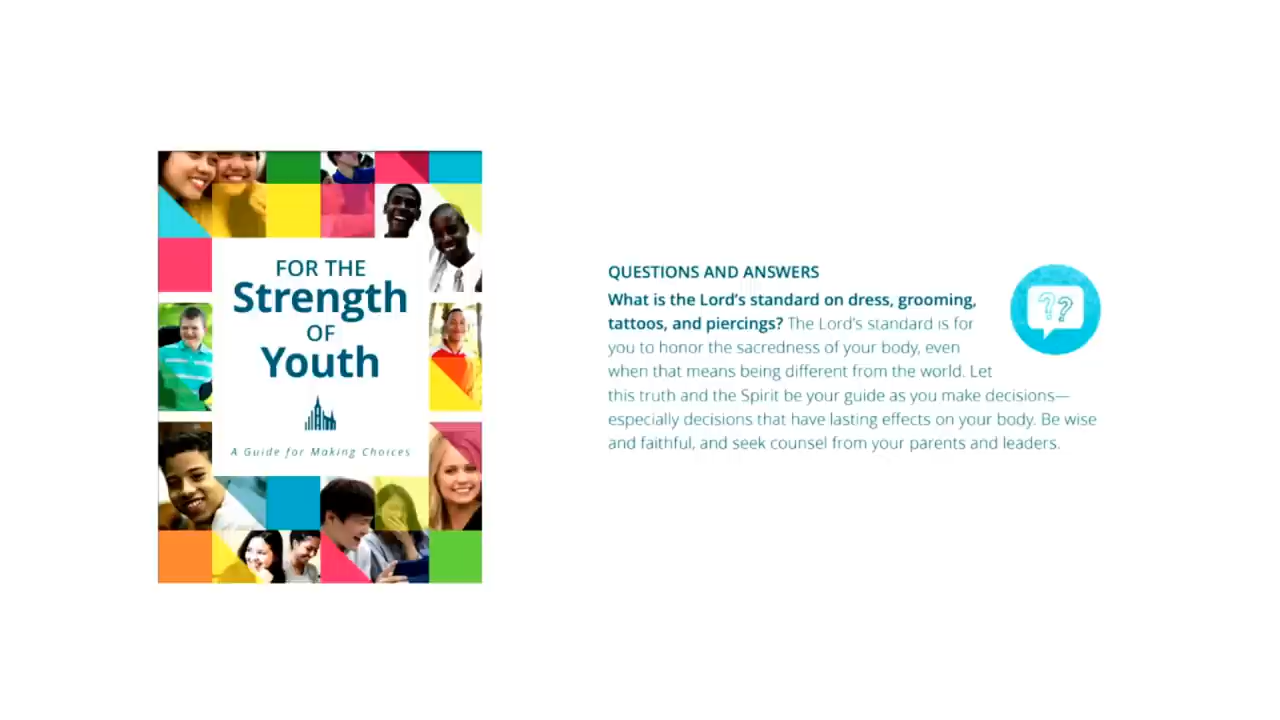 FOR THE
Strength
OF
Youth
A Guide for Making Choices
QUESTIONS AND ANSWERS
What is the Lord’s standard on dress, grooming,
tattoos, and piercings? The Lord’s standard is for
you to honor the sacredness of your body, even
when that means being different from the world. Let
this truth and the Spirit be your guide as you make decisions—
especially decisions that have lasting effects on your body. Be wise
and faithful, and seek counsel from your parents and leaders.
??